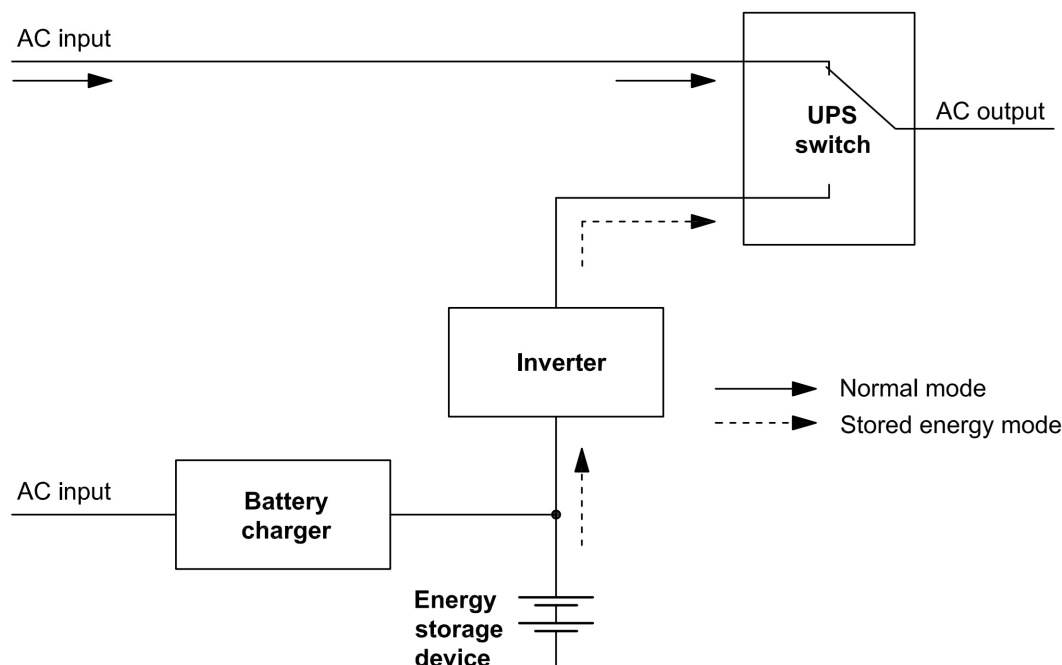 AC input
UPS
switch
AC output
Inverter
Normal mode
Stored energy mode
AC input
Battery
charger
Energy
storage
device